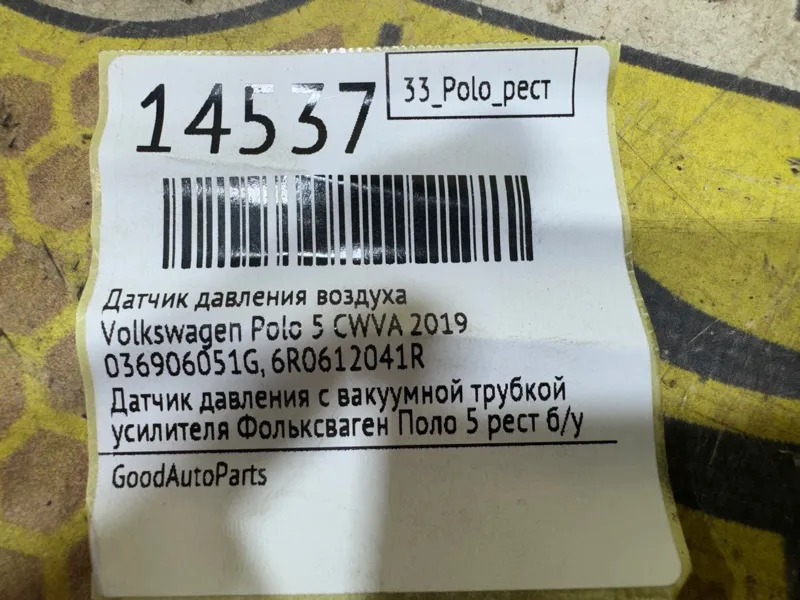 14537
33_Polo_рест
Датчик давления воздуха
Volkswagen Polo 5 CWVA 2019
036906051G, 6R0612041R
Датчик давления с вакуумной трубкой
усилителя Фольксваген Поло 5 рест б/у
GoodAutoParts